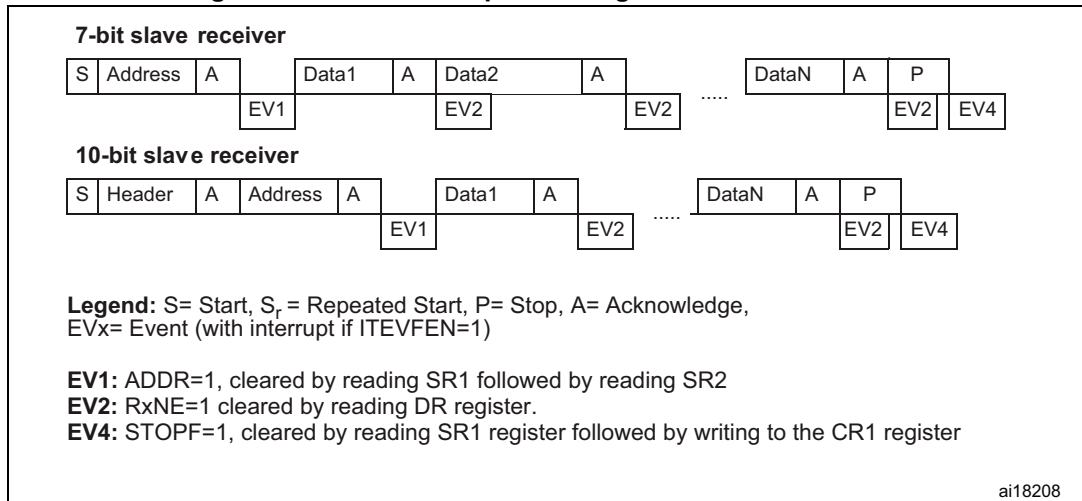 7-bit slave receiver
S Address A Data1 A Data2 A ..... DataN A P
EV1 EV2 EV2 EV2 EV4
10-bit slave receiver
S Header A Address A Data1 A ..... DataN A P
EV1 EV2 EV2 EV4
Legend: S= Start, Sr = Repeated Start, P= Stop, A= Acknowledge,
EVx= Event (with interrupt if ITEVFEN=1)
EV1: ADDR=1, cleared by reading SR1 followed by reading SR2
EV2: RxNE=1 cleared by reading DR register.
EV4: STOPF=1, cleared by reading SR1 register followed by writing to the CR1 register
ai18208